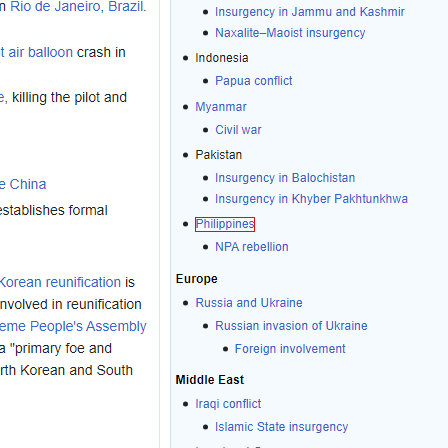 n Rio de Janeiro, Brazil.
t air balloon crash in
e, killing the pilot and
e China
establishes formal
Korean reunification is
nvolved in reunification
eme People's Assembly
a "primary foe and
rth Korean and South
Insurgency in Jammu and Kashmir
Naxalite–Maoist insurgency
Indonesia
Papua conflict
Myanmar
Civil war
Pakistan
Insurgency in Balochistan
Insurgency in Khyber Pakhtunkhwa
Philippines
NPA rebellion
Europe
Russia and Ukraine
Russian invasion of Ukraine
Foreign involvement
Middle East
Iraqi conflict
Islamic State insurgency